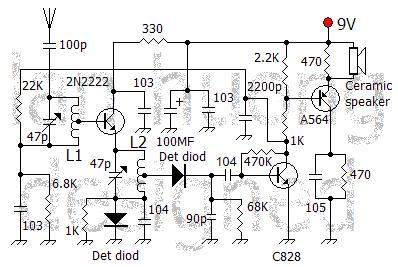 9V
330
100p
2.2K
470
2N2222
103
103
2200p
Ceramic
speaker
22K
A564
47p
1K
L1
L2
100MF
Det diod
47p
104
470K
470
6.8K
104
90p
68K
105
103
1K
Det diod
C828